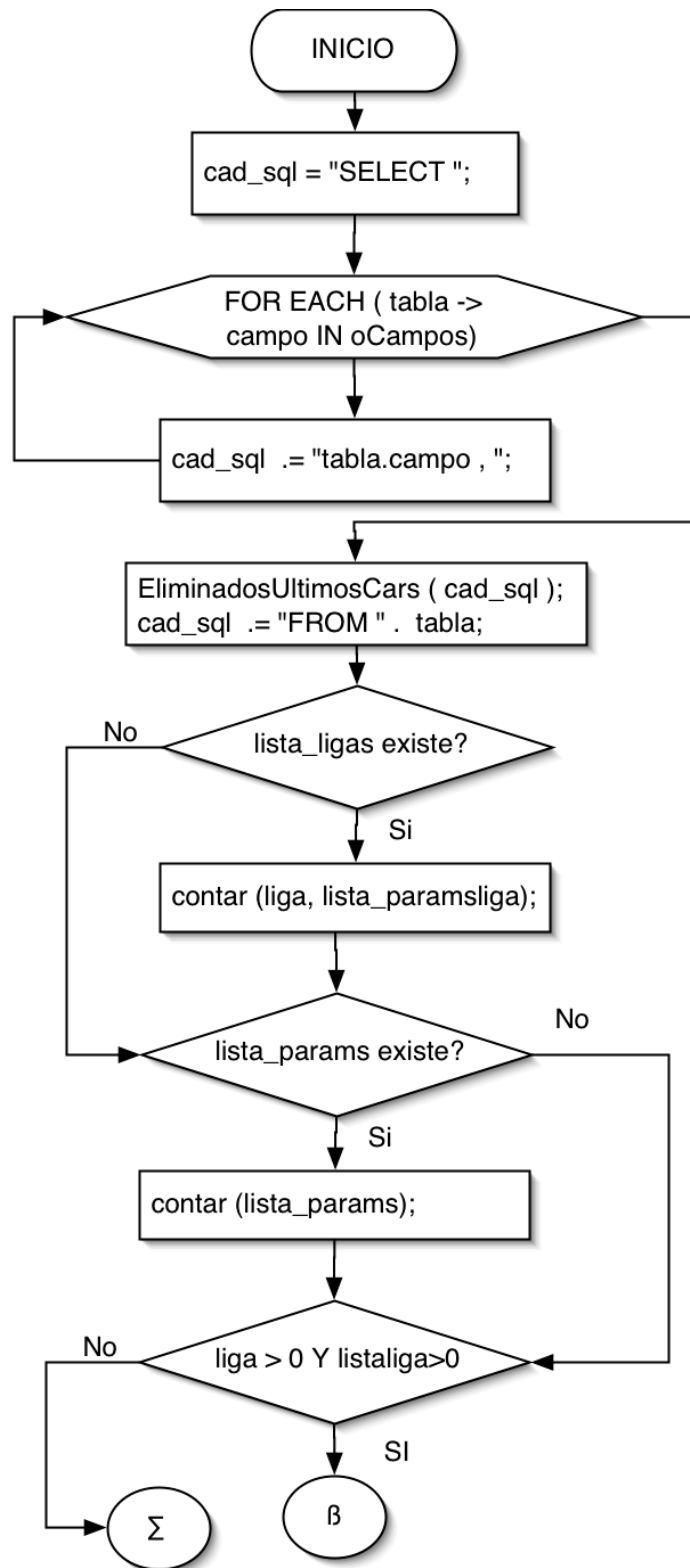 INICIO
cad_sql = "SELECT ";
FOR EACH ( tabla ->
campo IN oCampos)
cad_sql .= "tabla.campo , ";
EliminadosUltimosCars ( cad_sql );
cad_sql .="FROM " . tabla;
No
lista_ligas existe?
Si
contar (liga, lista_paramsliga);
No
lista_params existe?
Si
contar (lista_params);
No
liga > 0 Y listaliga>0
SI
Σ
ß